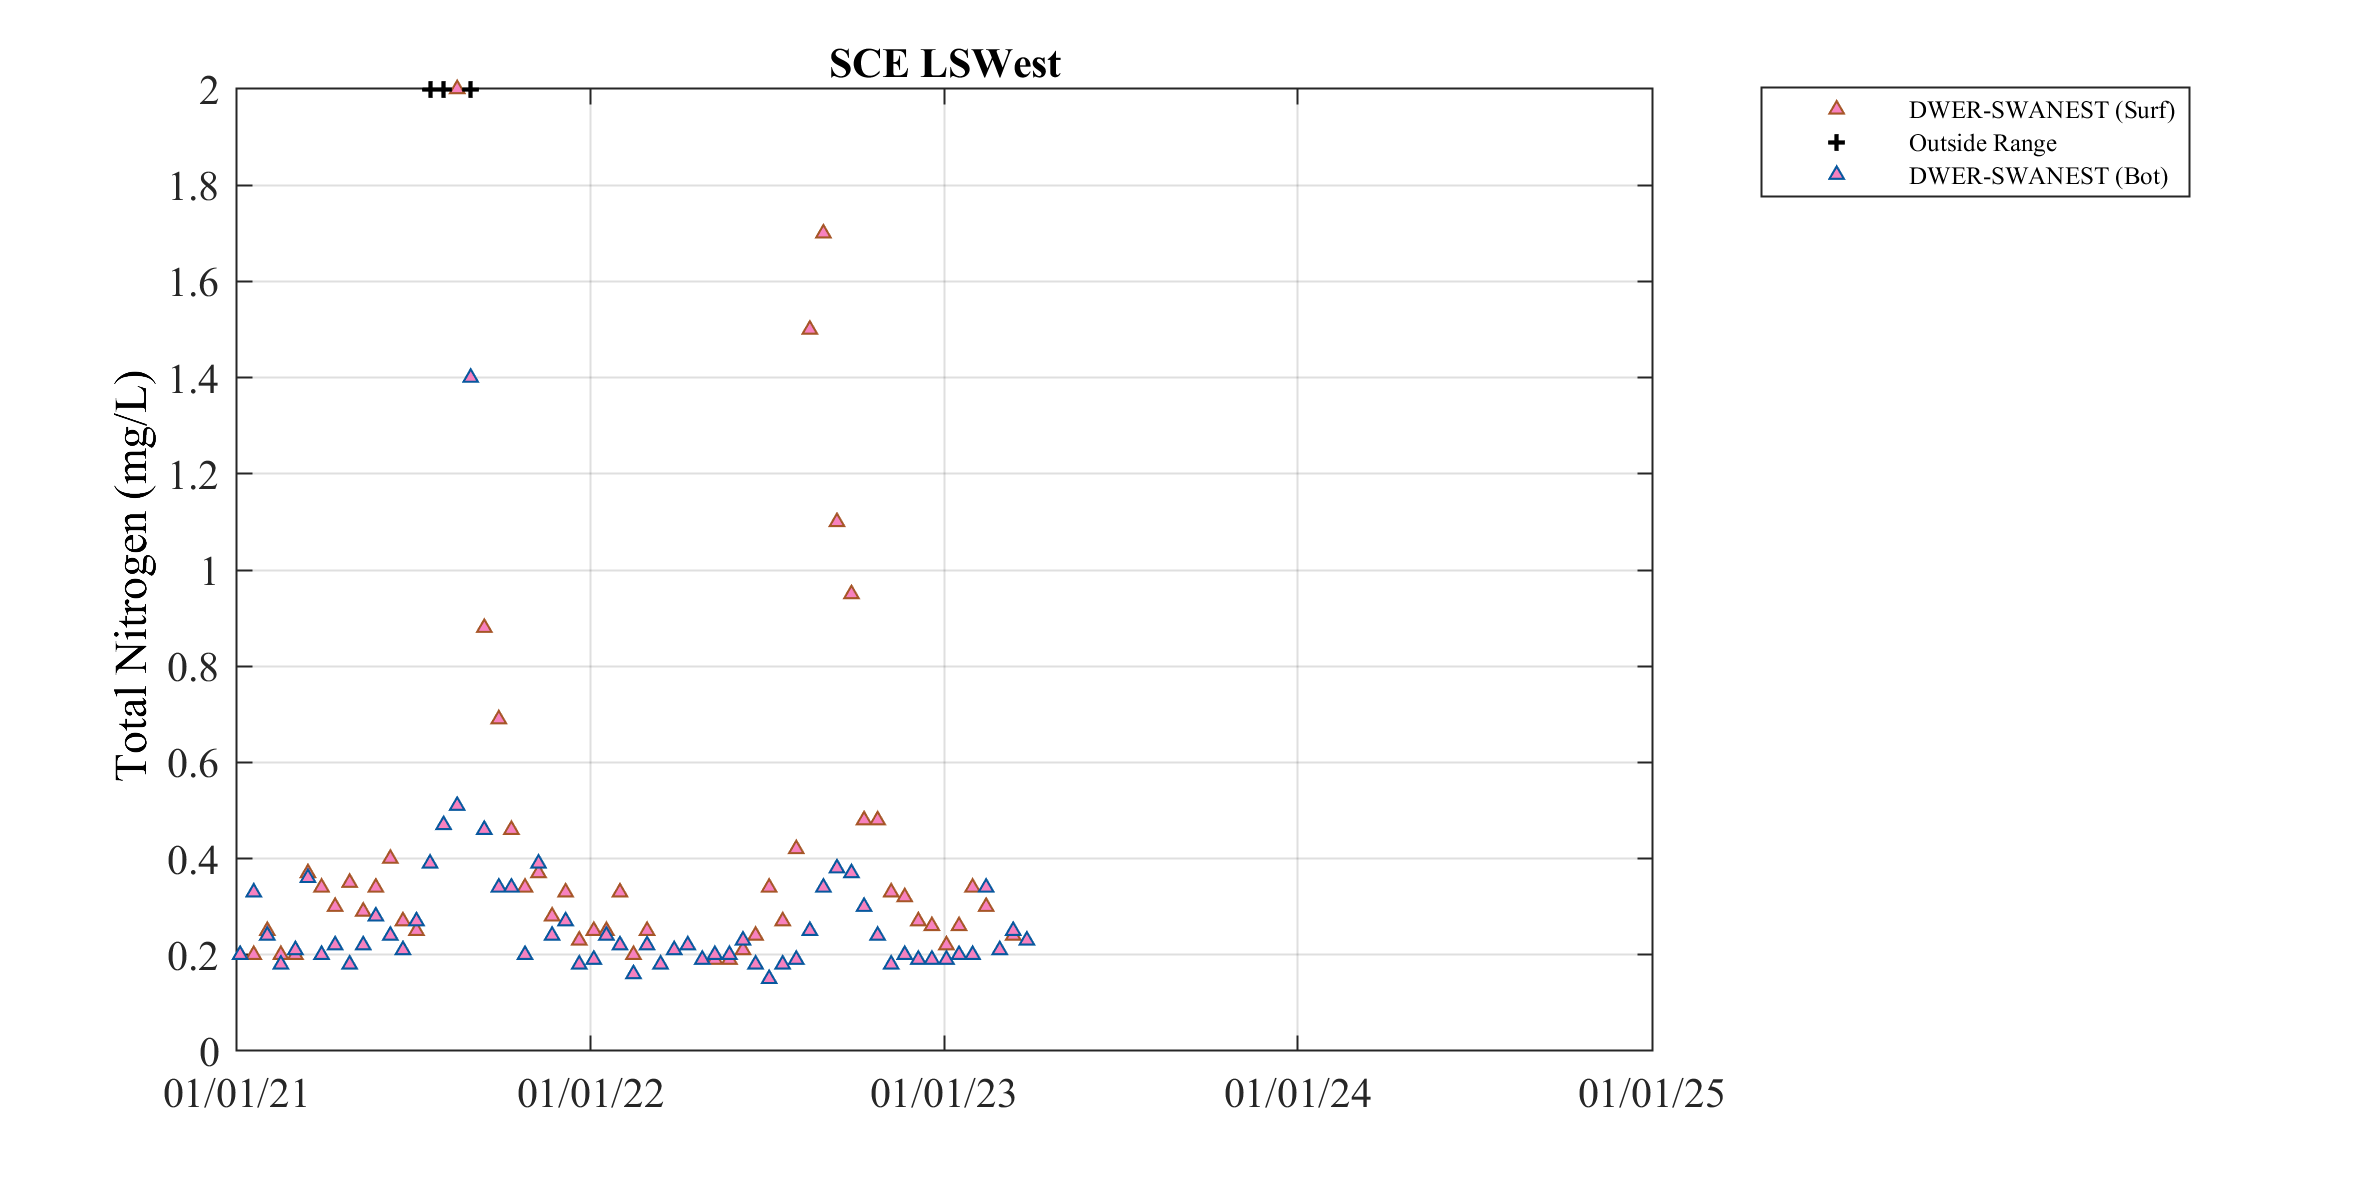 SCE LSWest
DWER-SWANEST (Surf)
Outside Range
DWER-SWANEST (Bot)
Total Nitrogen (mg/L)
2
1.8
1.6
1.4
1.2
1
0.8
0.6
0.4
0.2
0
01/01/21 01/01/22 01/01/23 01/01/24 01/01/25